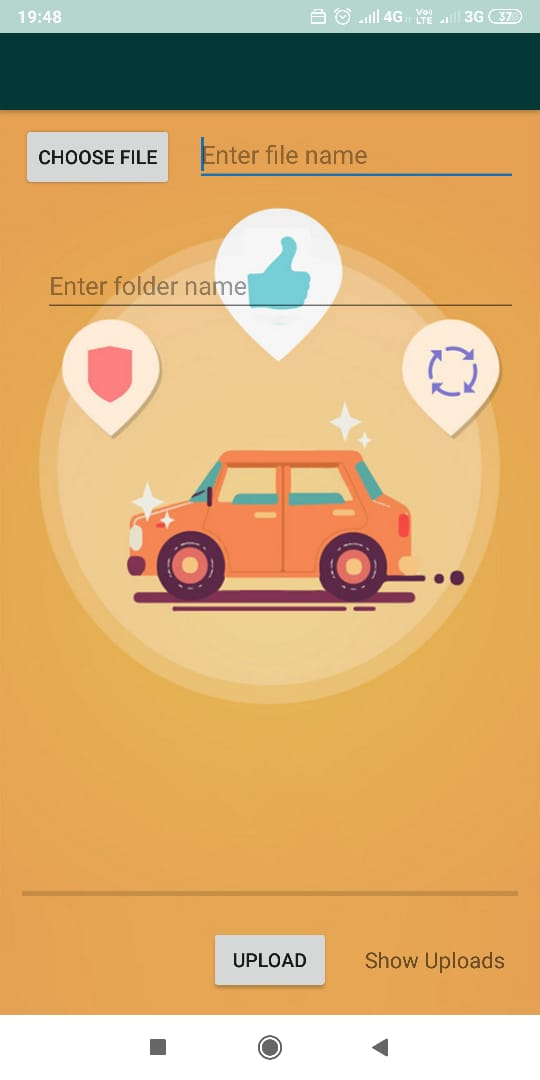 19:48 4G Vo) LTE 3G 37
CHOOSE FILE Enter file name
Enter folder name
UPLOAD Show Uploads